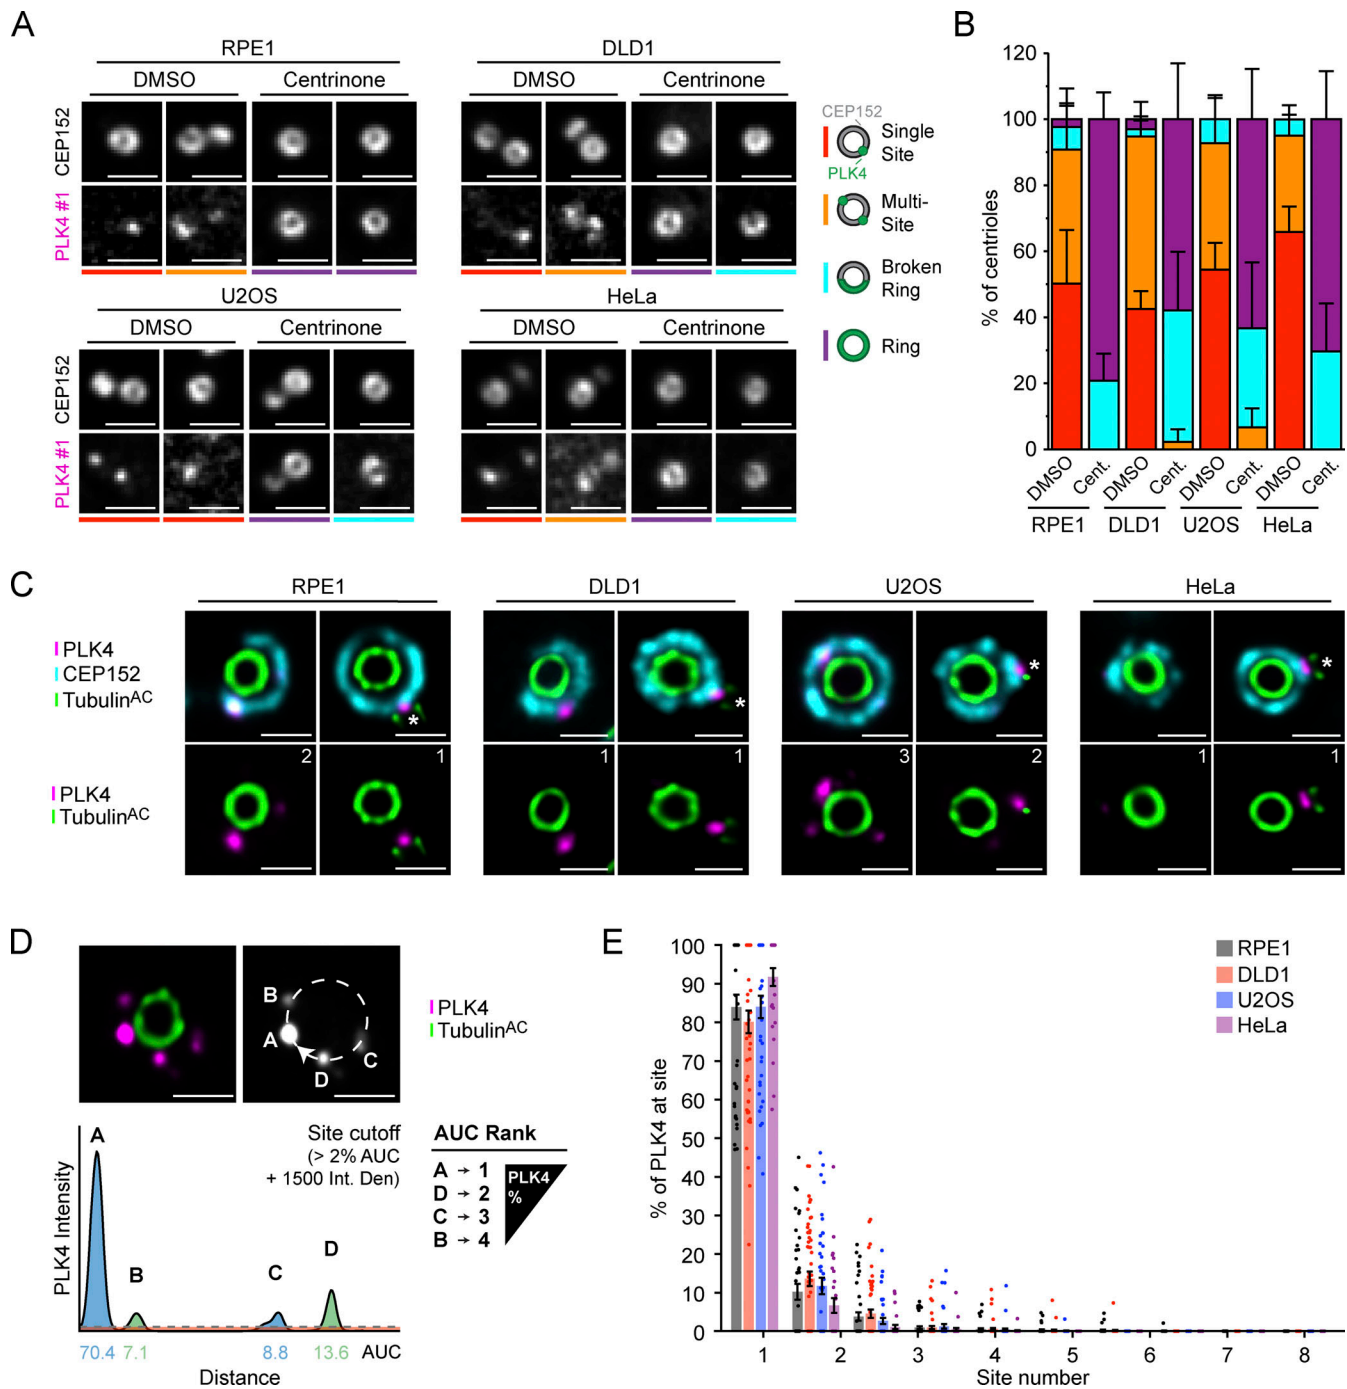 A
RPE1
DLD1
DMSO
Centrinone
DMSO
Centrinone
CEP152
PLK4 #1
U2OS
HeLa
DMSO
Centrinone
DMSO
Centrinone
CEP152
PLK4 #1
CEP152
PLK4
Single
Site
Multi-
Site
Broken
Ring
Ring
B
120
100
80
60
40
20
0
% of centrioles
DMSO
Cent.
DMSO
Cent.
DMSO
Cent.
DMSO
Cent.
RPE1
DLD1
U2OS
HeLa
C
RPE1
DLD1
U2OS
HeLa
PLK4
CEP152
TubulinAC
*
*
*
*
PLK4
TubulinAC
2
1
1
1
3
2
1
1
D
B
A
D
C
PLK4
TubulinAC
PLK4 Intensity
A
B
C
D
Site cutoff
(> 2% AUC
+ 1500 Int. Den)
70.4
7.1
8.8
13.6
AUC
Distance
AUC Rank
A → 1
D → 2
C → 3
B → 4
PLK4
%
E
100
90
80
70
60
50
40
30
20
10
0
% of PLK4 at site
RPE1
DLD1
U2OS
HeLa
1
2
3
4
5
6
7
8
Site number